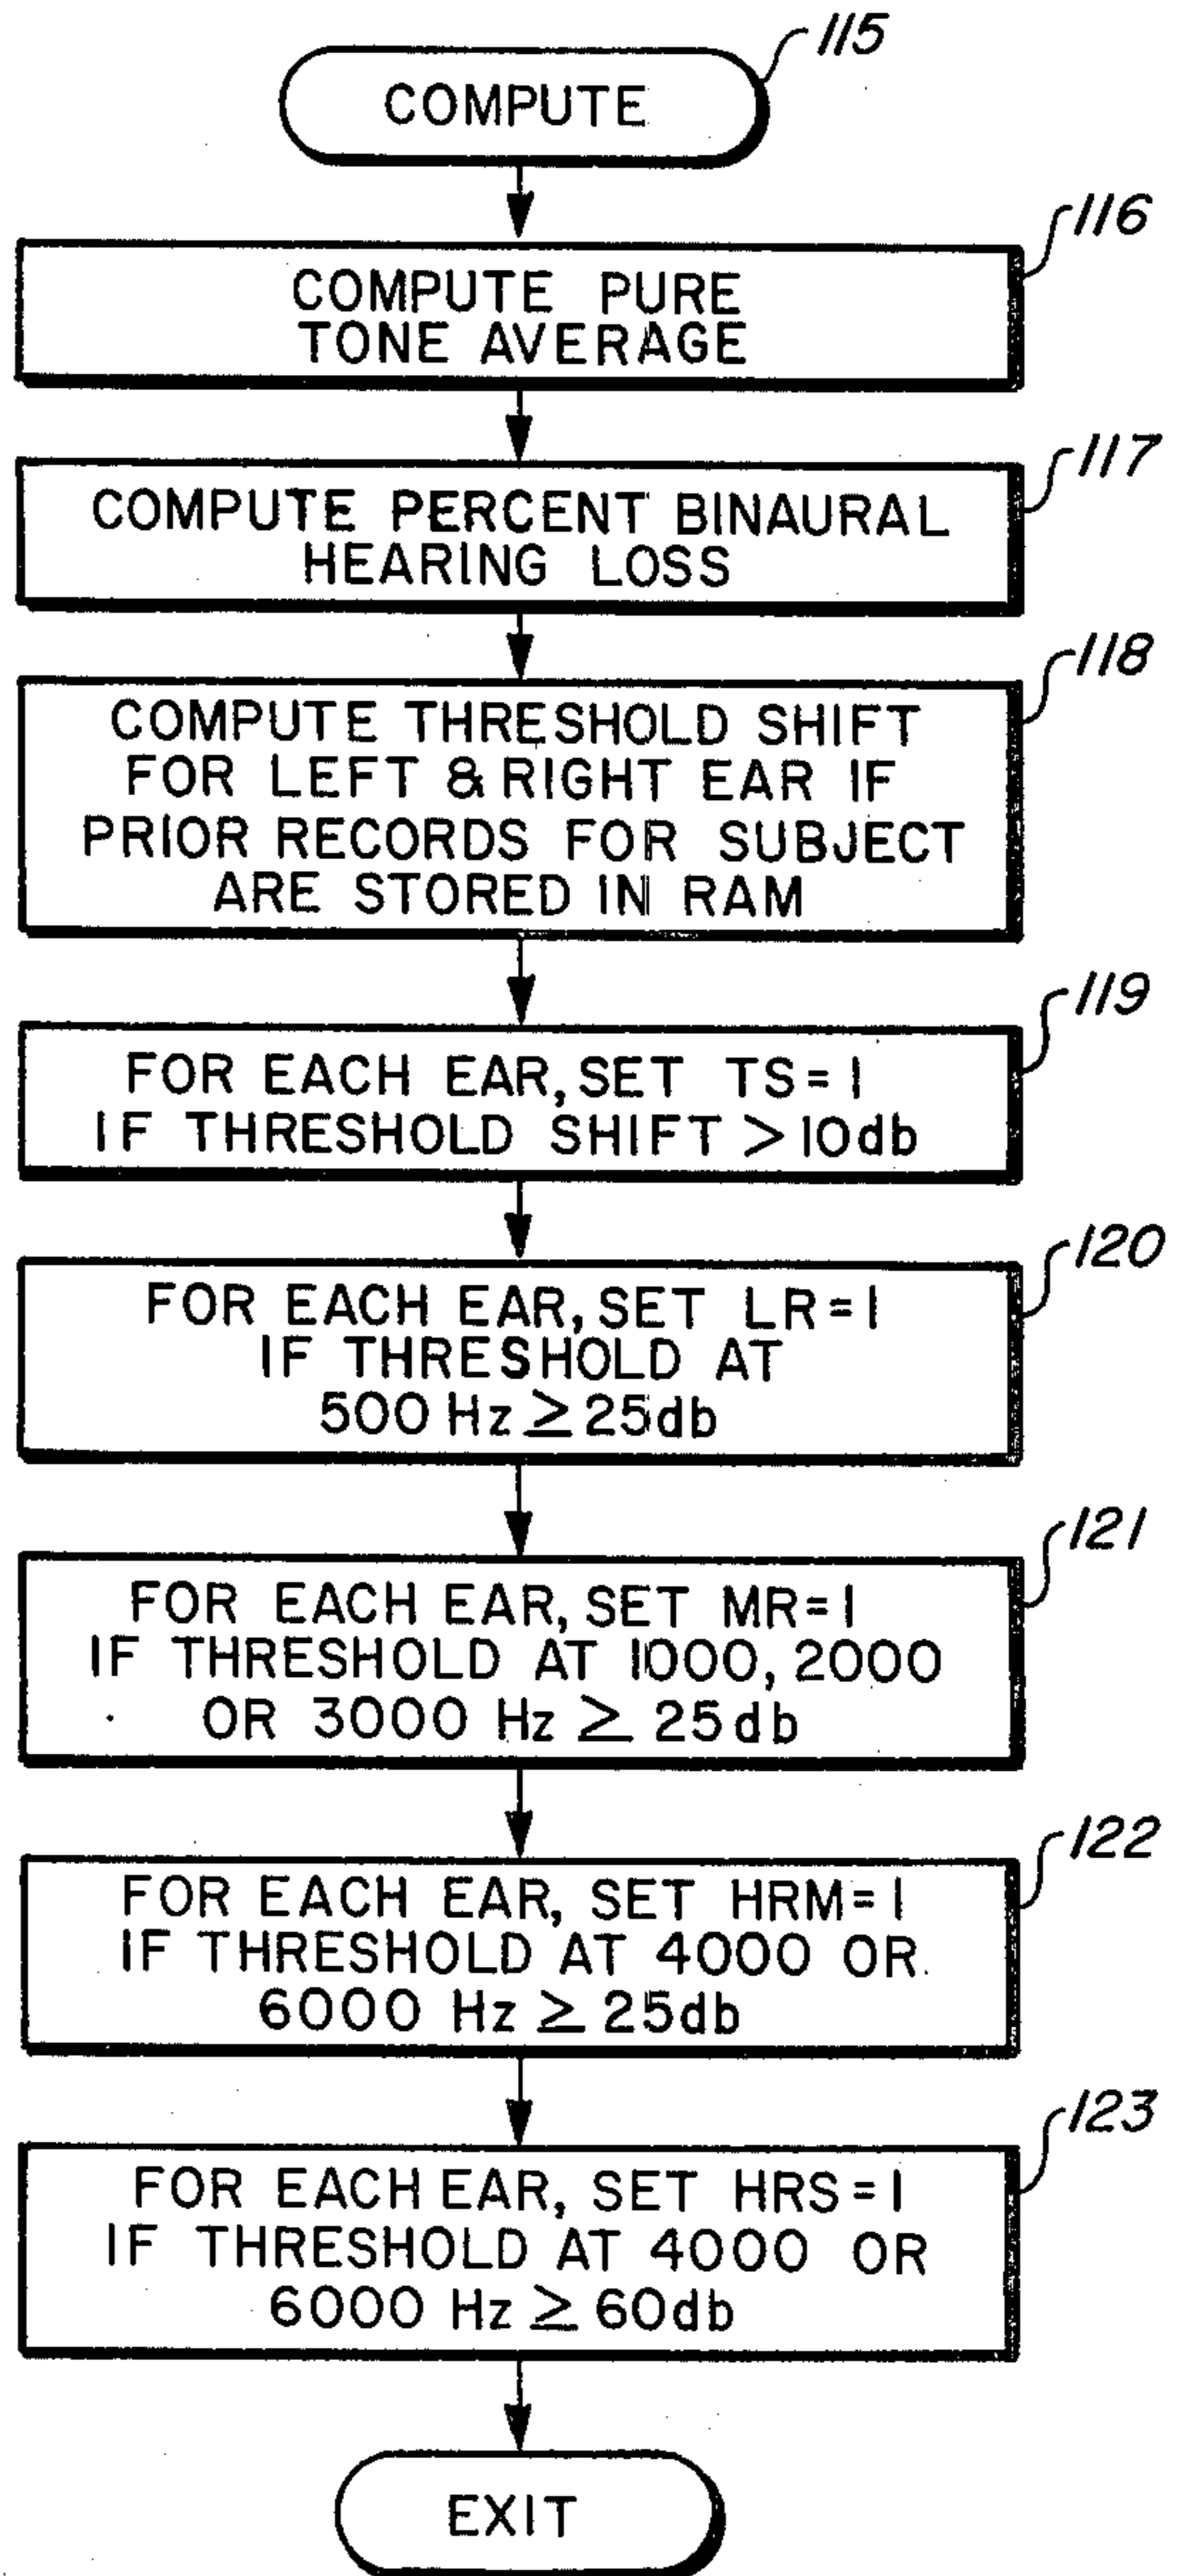 115
COMPUTE
116
COMPUTE PURE
TONE AVERAGE
117
COMPUTE PERCENT BINAURAL
HEARING LOSS
118
COMPUTE THRESHOLD SHIFT
FOR LEFT & RIGHT EAR IF
PRIOR RECORDS FOR SUBJECT
ARE STORED IN RAM
119
FOR EACH EAR, SET TS=1
IF THRESHOLD SHIFT > 10db
120
FOR EACH EAR, SET LR=1
IF THRESHOLD AT
500 Hz ≥ 25db
121
FOR EACH EAR, SET MR=1
IF THRESHOLD AT 1000, 2000
OR 3000 Hz ≥ 25db
122
FOR EACH EAR, SET HRM=1
IF THRESHOLD AT 4000 OR
6000 Hz ≥ 25db
123
FOR EACH EAR, SET HRS=1
IF THRESHOLD AT 4000 OR
6000 Hz ≥ 60db
EXIT